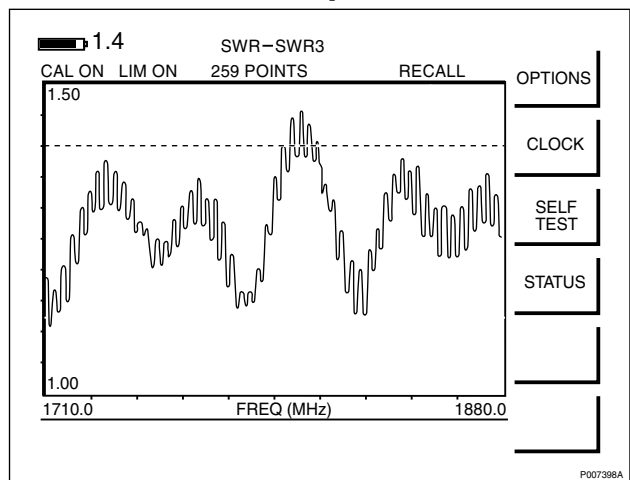 1.4
SWR−SWR3
CAL ON LIM ON 259 POINTS RECALL
1.50
1.00
1710.0 FREQ (MHz) 1880.0
OPTIONS
CLOCK
SELF
TEST
STATUS
P007398A